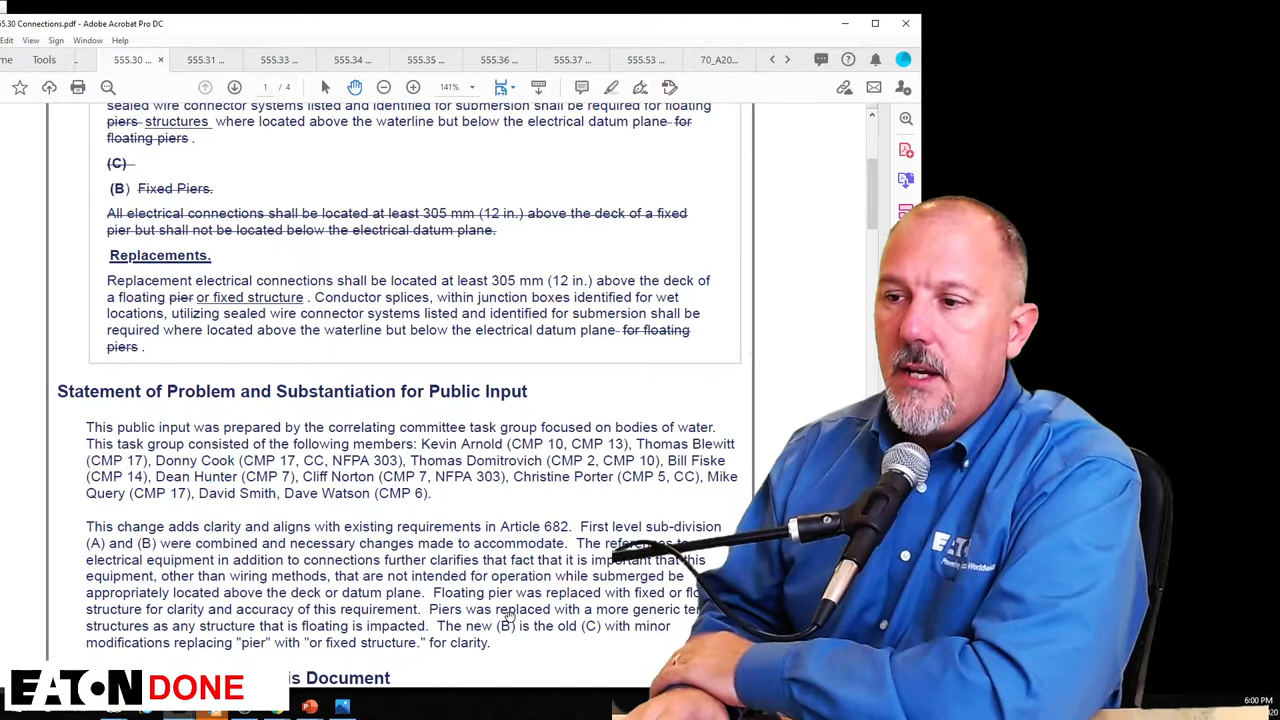 55.30 Connections.pdf - Adobe Acrobat Pro DC
Edit View Sign Window Help
me Tools 555.30 ... × 555.31 555.33 555.34 555.35 555.36 555.37 555.53 70_A20...
1 / 4 141%
sealed wire connector systems listed and identified for submersion shall be required for floating
piers structures where located above the waterline but below the electrical datum plane for
floating piers .
(C)
(B) Fixed Piers.
All electrical connections shall be located at least 305 mm (12 in.) above the deck of a fixed
pier but shall not be located below the electrical datum plane.
Replacements.
Replacement electrical connections shall be located at least 305 mm (12 in.) above the deck of
a floating pier or fixed structure . Conductor splices, within junction boxes identified for wet
locations, utilizing sealed wire connector systems listed and identified for submersion shall be
required where located above the waterline but below the electrical datum plane for floating
piers .
Statement of Problem and Substantiation for Public Input
This public input was prepared by the correlating committee task group focused on bodies of water.
This task group consisted of the following members: Kevin Arnold (CMP 10, CMP 13), Thomas Blewitt
(CMP 17), Donny Cook (CMP 17, CC, NFPA 303), Thomas Domitrovich (CMP 2, CMP 10), Bill Fiske
(CMP 14), Dean Hunter (CMP 7), Cliff Norton (CMP 7, NFPA 303), Christine Porter (CMP 5, CC), Mike
Query (CMP 17), David Smith, Dave Watson (CMP 6).
This change adds clarity and aligns with existing requirements in Article 682. First level sub-division
(A) and (B) were combined and necessary changes made to accommodate. The references to
electrical equipment in addition to connections further clarifies that fact that it is important that this
equipment, other than wiring methods, that are not intended for operation while submerged be
appropriately located above the deck or datum plane. Floating pier was replaced with fixed or flo
structure for clarity and accuracy of this requirement. Piers was replaced with a more generic ter
structures as any structure that is floating is impacted. The new (B) is the old (C) with minor
modifications replacing "pier" with "or fixed structure." for clarity.
is Document
EATON DONE
EATON
Powering Business Worldwide
6:00 PM